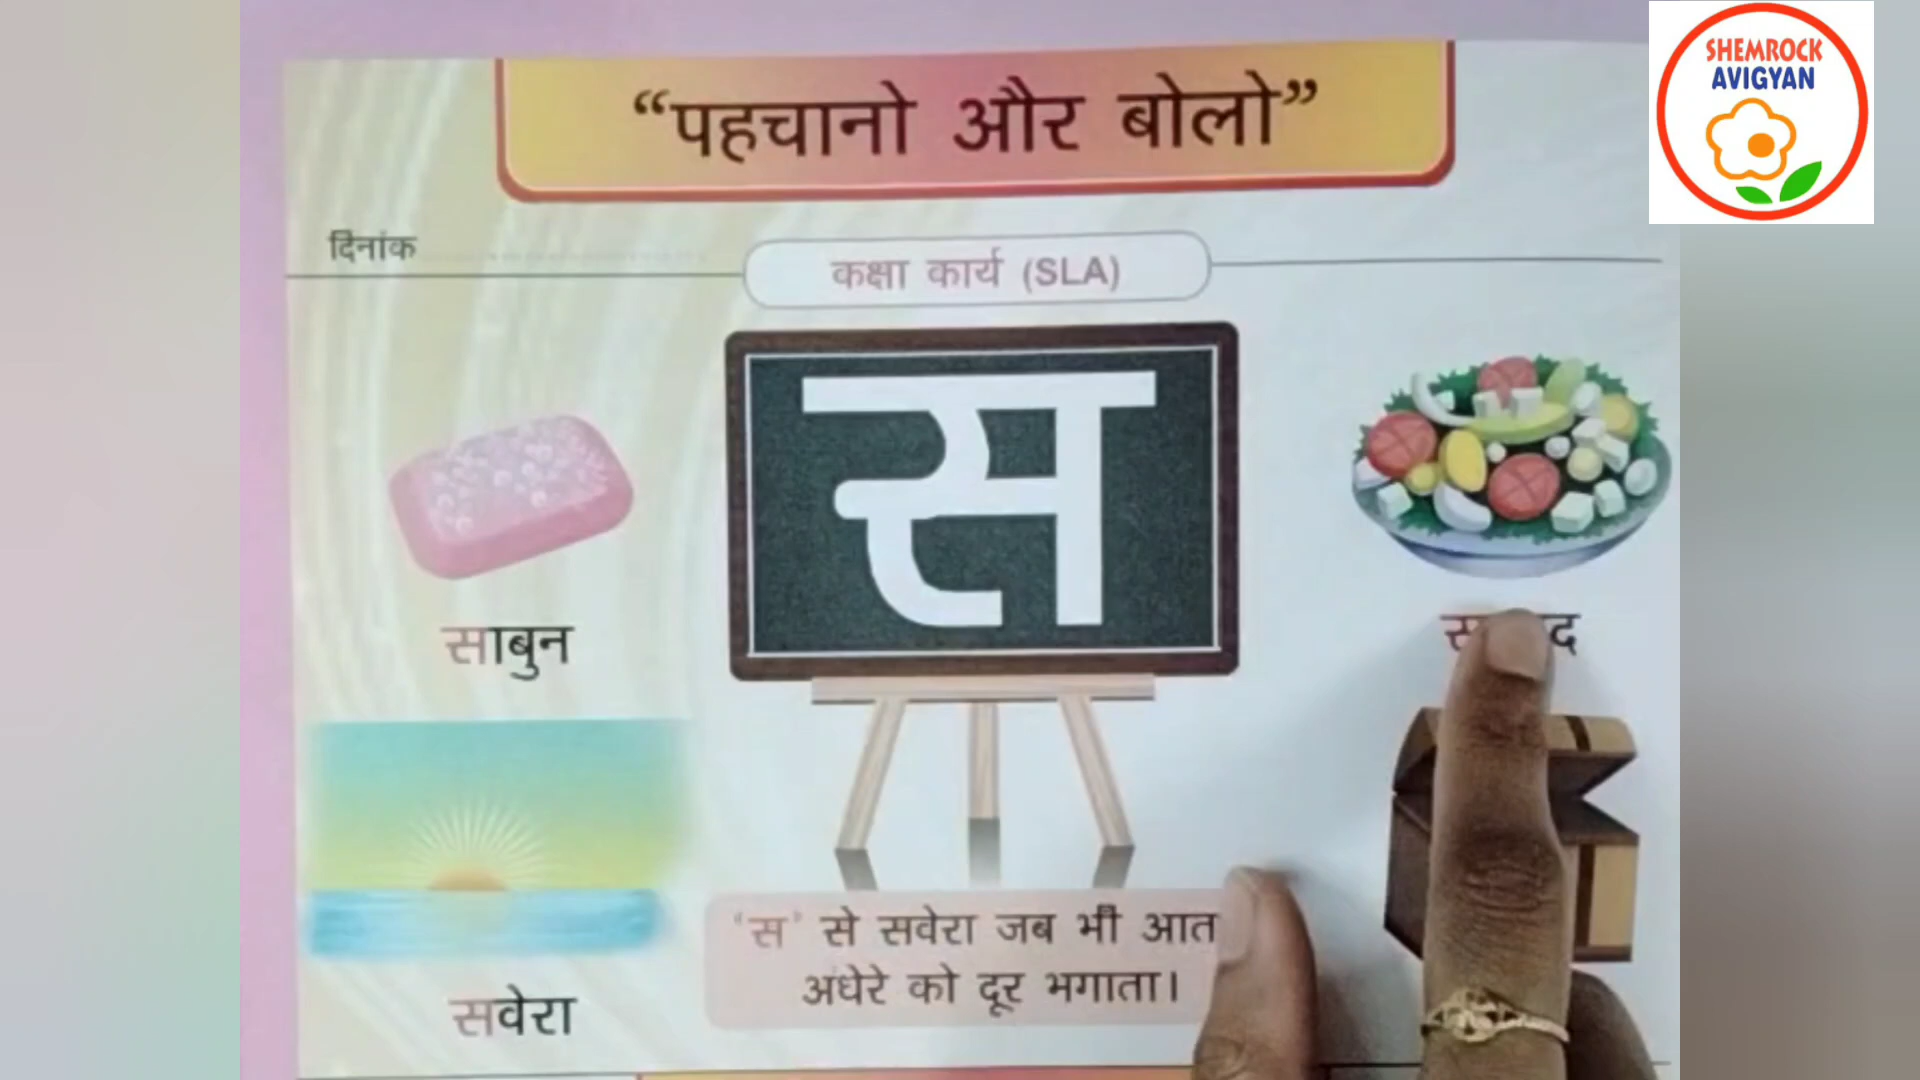 SHEMROCK
AVIGYAN
“पहचानो और बोलो”
दिनांक
कक्षा कार्य (SLA)
स
साबुन
सवेरा
‘स’ से सवेरा जब भी आत
अंधेरे को दूर भगाता।